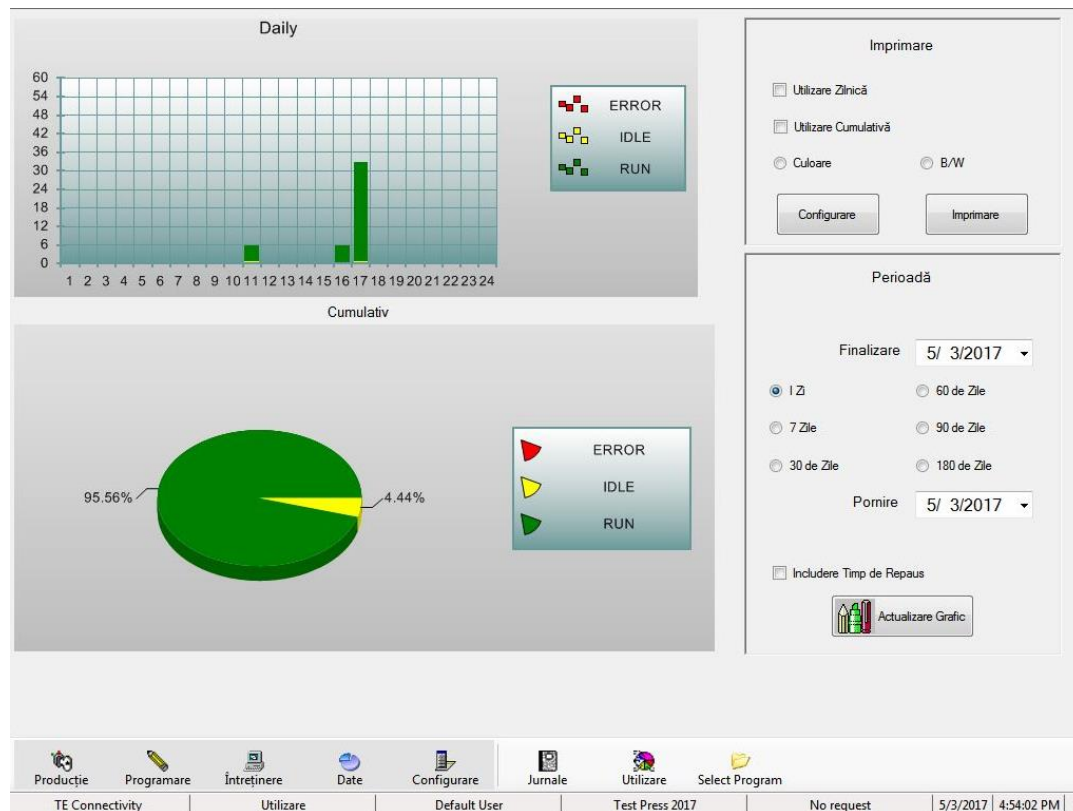 Daily
60
54
48
42
36
30
24
18
12
6
0
1 2 3 4 5 6 7 8 9 10 11 12 13 14 15 16 17 18 19 20 21 22 23 24
ERROR
IDLE
RUN
Cumulativ
95.56%
4.44%
ERROR
IDLE
RUN
Imprimare
Utilizare Zilnică
Utilizare Cumulativă
Culoare B/W
Configurare Imprimare
Perioadă
Finalizare 5/ 3/2017
I Zi 60 de Zile
7 Zile 90 de Zile
30 de Zile 180 de Zile
Pornire 5/ 3/2017
Includere Timp de Repaus
Actualizare Grafic
Producție Programare Întreținere Date Configurare Jurnale Utilizare Select Program
TE Connectivity Utilizare Default User Test Press 2017 No request 5/3/2017 4:54:02 PM